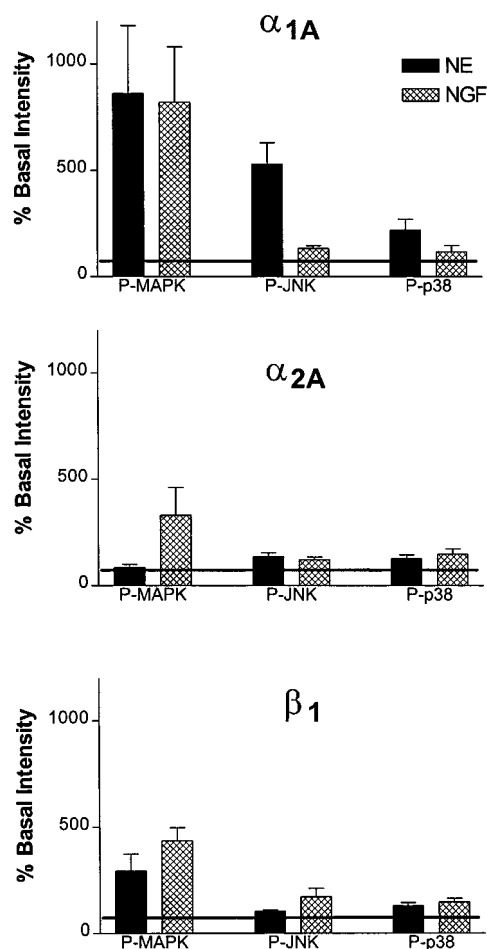 α1A
1000
500
0
% Basal Intensity
NE
NGF
P-MAPK P-JNK P-p38
α2A
1000
500
0
% Basal Intensity
P-MAPK P-JNK P-p38
β1
1000
500
0
% Basal Intensity
P-MAPK P-JNK P-p38